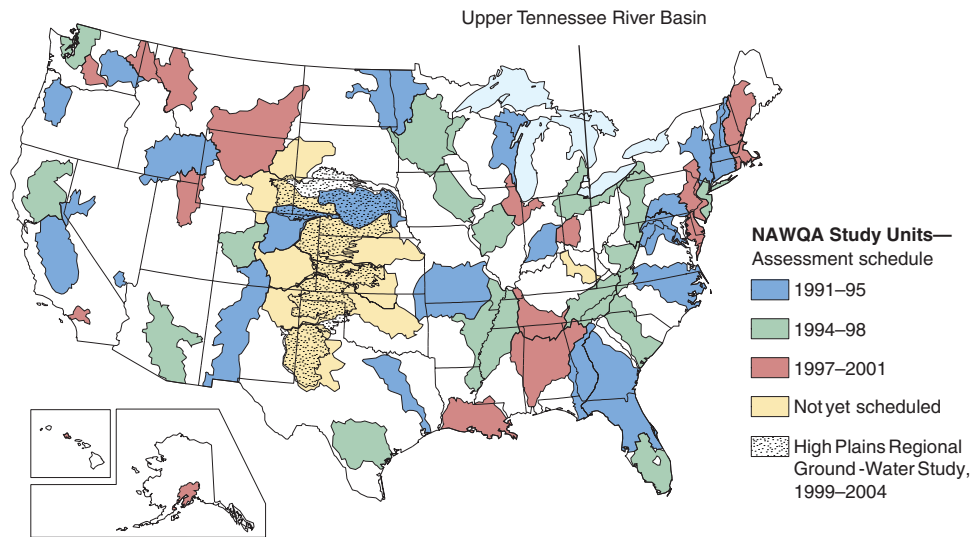 Upper Tennessee River Basin
NAWQA Study Units—
Assessment schedule
1991–95
1994–98
1997–2001
Not yet scheduled
High Plains Regional
Ground -Water Study,
1999–2004